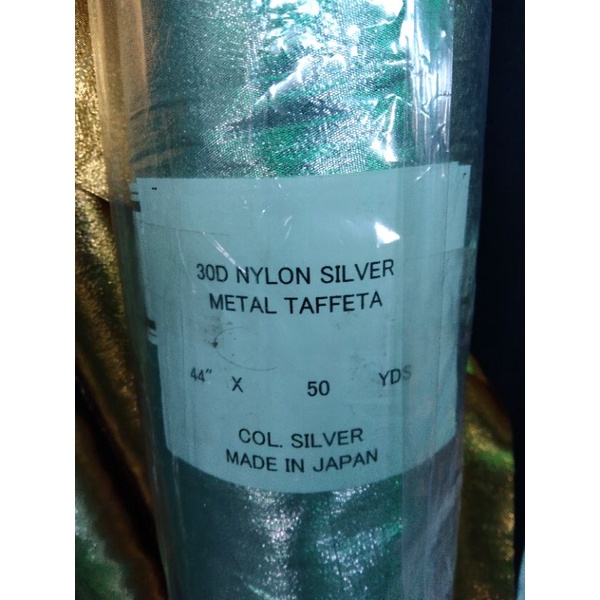 30D NYLON SILVER
METAL TAFFETA
44" X 50 YDS
COL. SILVER
MADE IN JAPAN